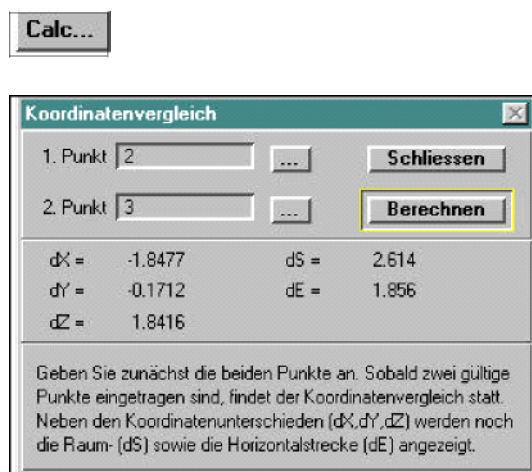 Calc...
Koordinatenvergleich
1. Punkt 2 ... Schliessen
2. Punkt 3 ... Berechnen
dX = -1.8477 dS = 2.614
dY = -0.1712 dE = 1.856
dZ = 1.8416
Geben Sie zunächst die beiden Punkte an. Sobald zwei gültige
Punkte eingetragen sind, findet der Koordinatenvergleich statt.
Neben den Koordinatenunterschieden (dX,dY,dZ) werden noch
die Raum- (dS) sowie die Horizontalstrecke (dE) angezeigt.